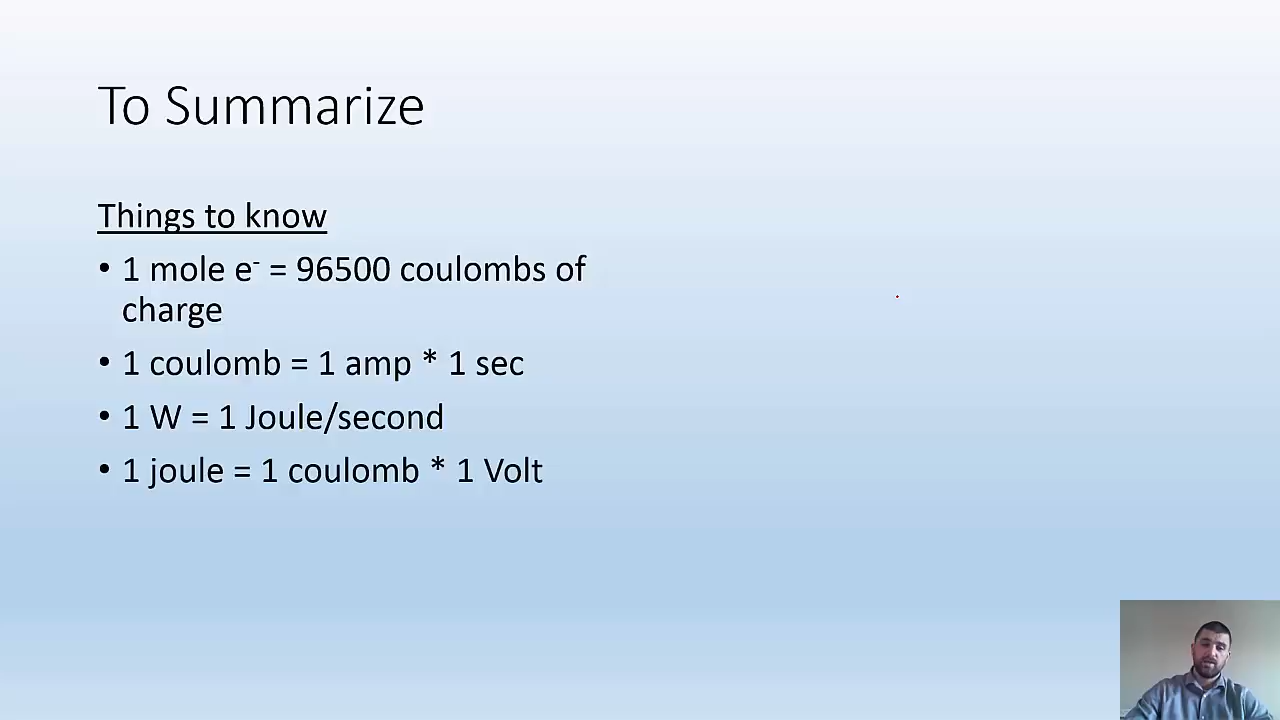 To Summarize
Things to know
• 1 mole e⁻ = 96500 coulombs of
charge
• 1 coulomb = 1 amp * 1 sec
• 1 W = 1 Joule/second
• 1 joule = 1 coulomb * 1 Volt